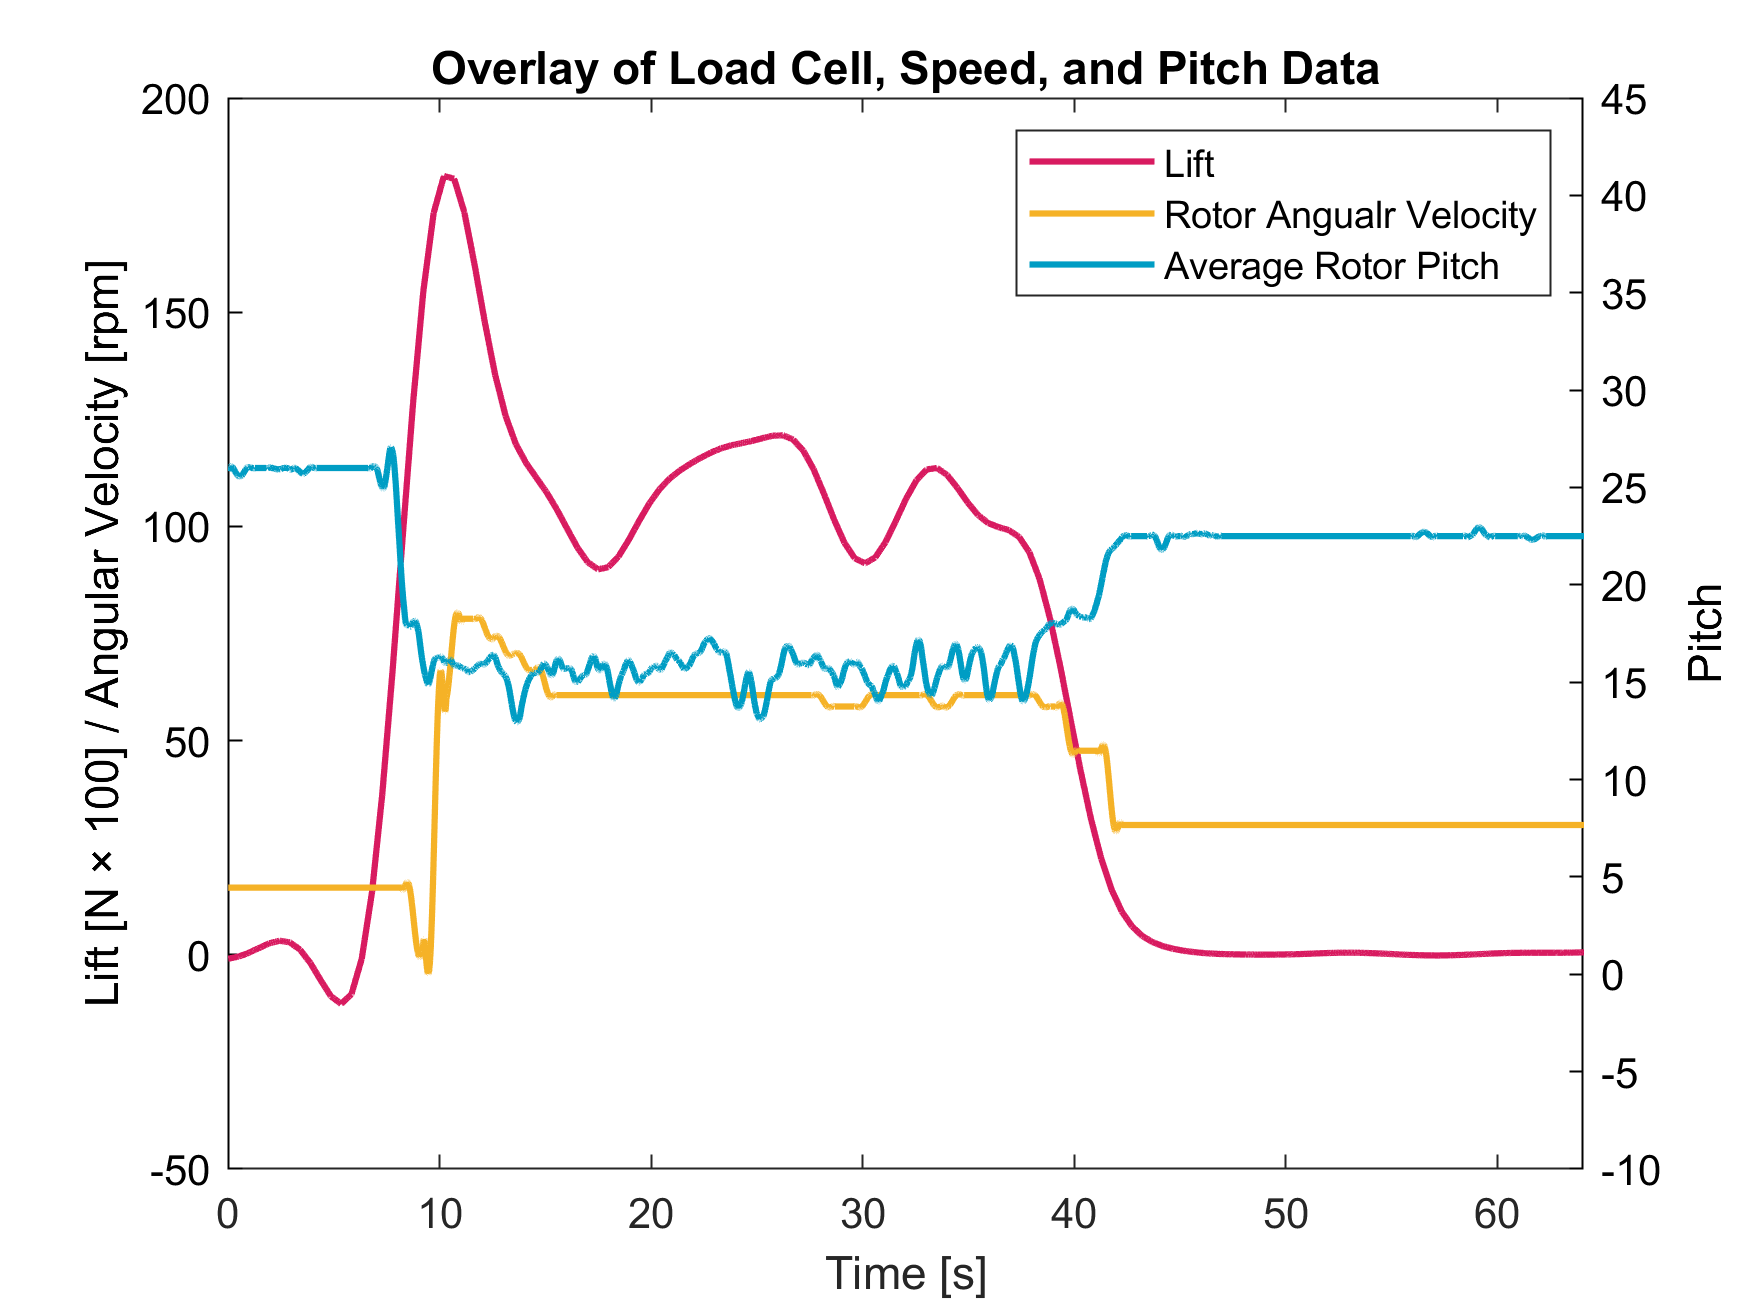 Overlay of Load Cell, Speed, and Pitch Data
Lift
Rotor Angualr Velocity
Average Rotor Pitch
Lift [N × 100] / Angular Velocity [rpm]
200
150
100
50
0
-50
45
40
35
30
25
20
15
10
5
0
-5
-10
Pitch
0 10 20 30 40 50 60
Time [s]